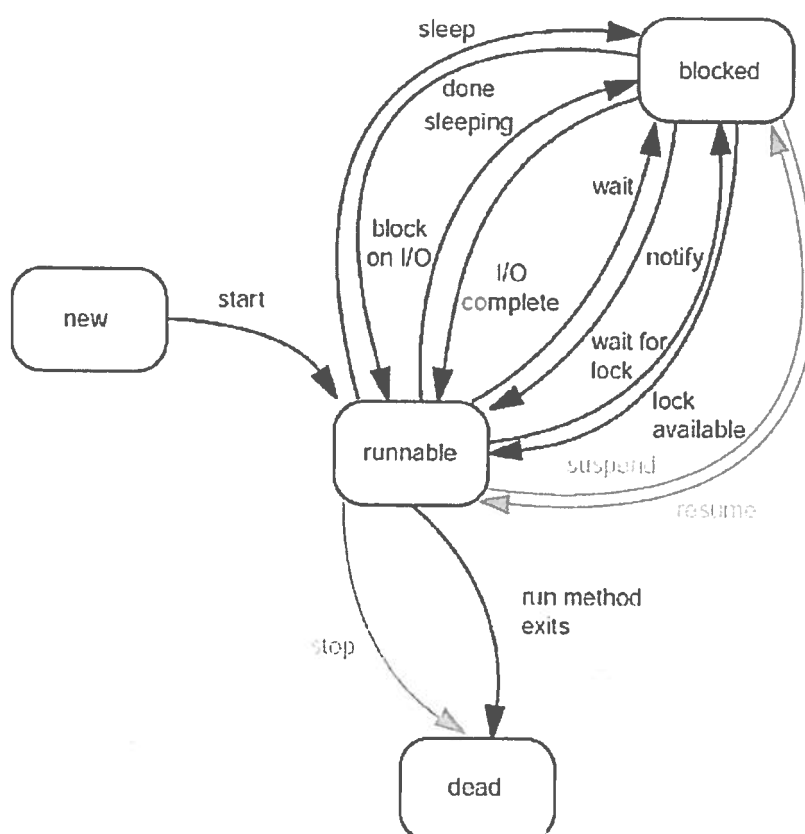 sleep
blocked
done
sleeping
wait
block
on I/O
notify
I/O
complete
new
start
wait for
lock
lock
available
runnable
suspend
resume
run method
exits
stop
dead